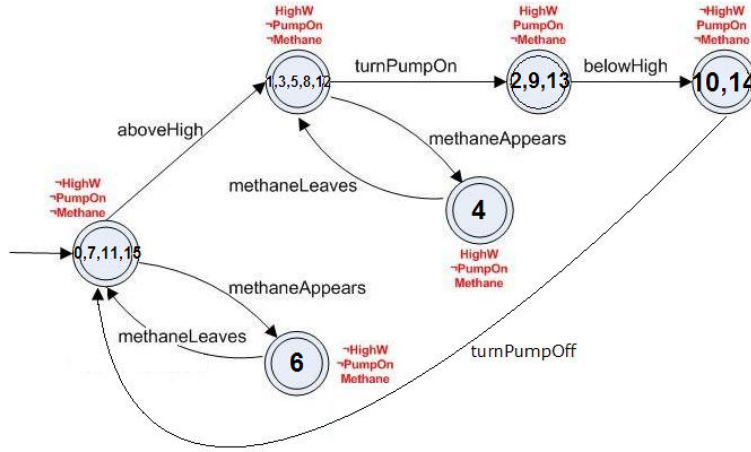 HighW
¬PumpOn
¬Methane
HighW
PumpOn
¬Methane
¬HighW
PumpOn
¬Methane
1,3,5,8,12
turnPumpOn
2,9,13
belowHigh
10,14
aboveHigh
methaneAppears
methaneLeaves
¬HighW
¬PumpOn
¬Methane
4
0,7,11,15
HighW
¬PumpOn
Methane
methaneAppears
methaneLeaves
6
¬HighW
¬PumpOn
Methane
turnPumpOff